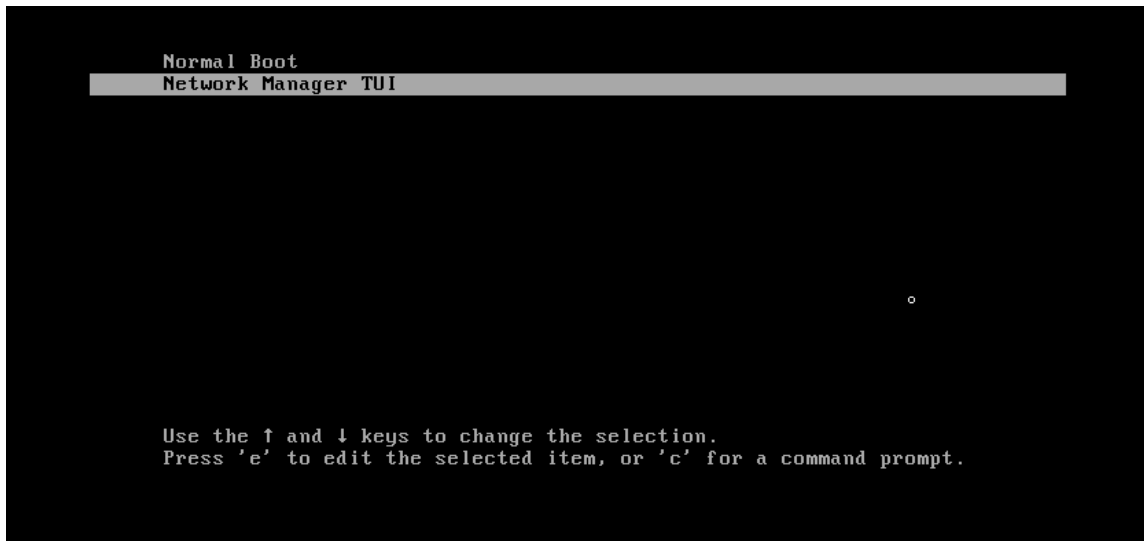 Normal Boot
Network Manager TUI
Use the ↑ and ↓ keys to change the selection.
Press 'e' to edit the selected item, or 'c' for a command prompt.